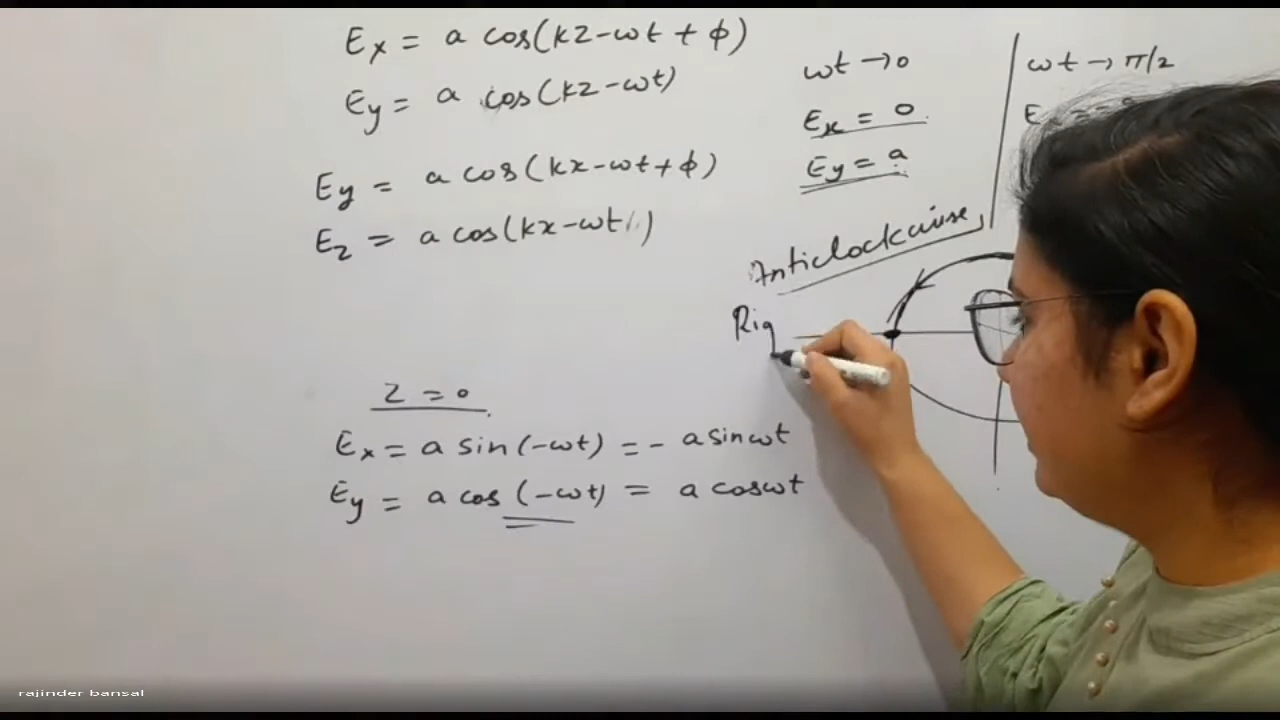 Ex = a cos(kz-ωt + ϕ)
Ey = a cos(kz-ωt)
Ey = a cos(kx-ωt+ϕ)
Ez = a cos(kx-ωt)
z = 0
Ex = a sin(-ωt) = - a sinωt
Ey = a cos (-ωt) = a cosωt
ωt → 0
Ex = 0
Ey = a
ωt → π/2
Anticlockwise
Rig
rajinder bansal